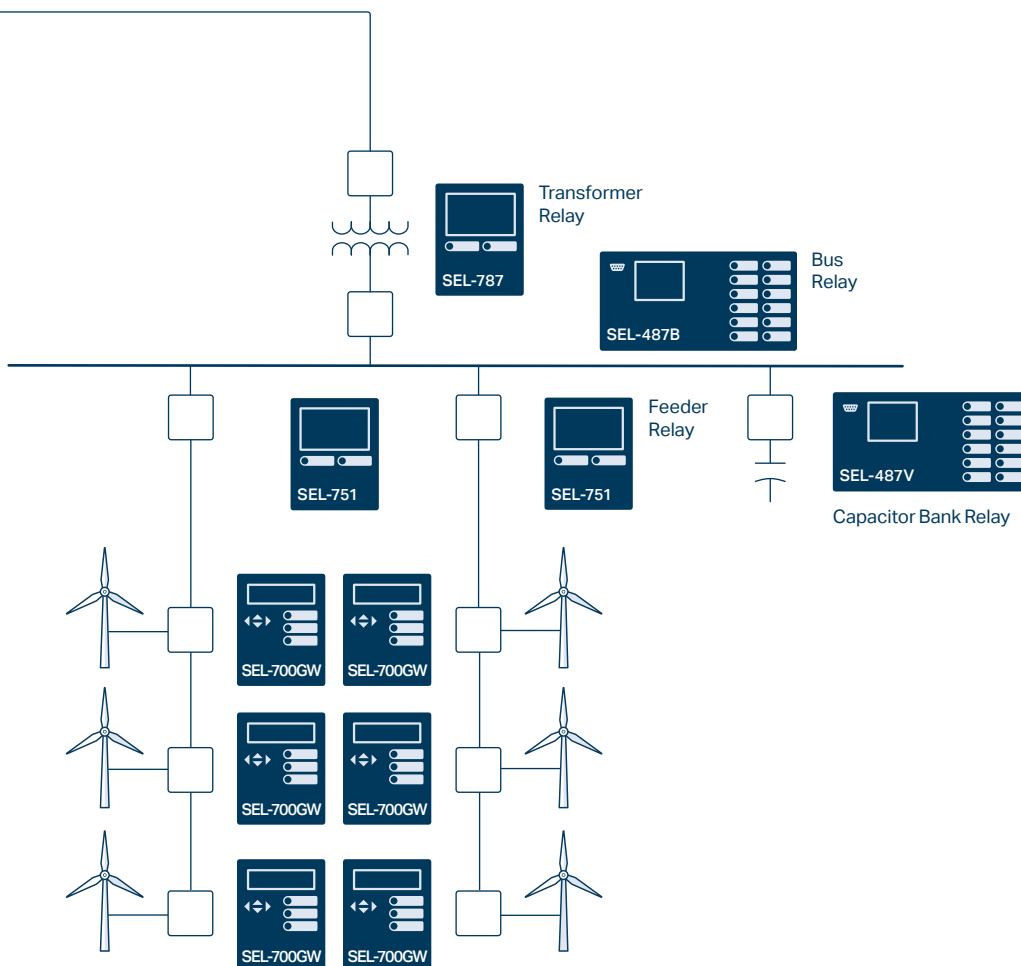 Transformer
Relay
SEL-787
Bus
Relay
SEL-487B
SEL-751
SEL-751
Feeder
Relay
SEL-487V
Capacitor Bank Relay
SEL-700GW
SEL-700GW
SEL-700GW
SEL-700GW
SEL-700GW
SEL-700GW